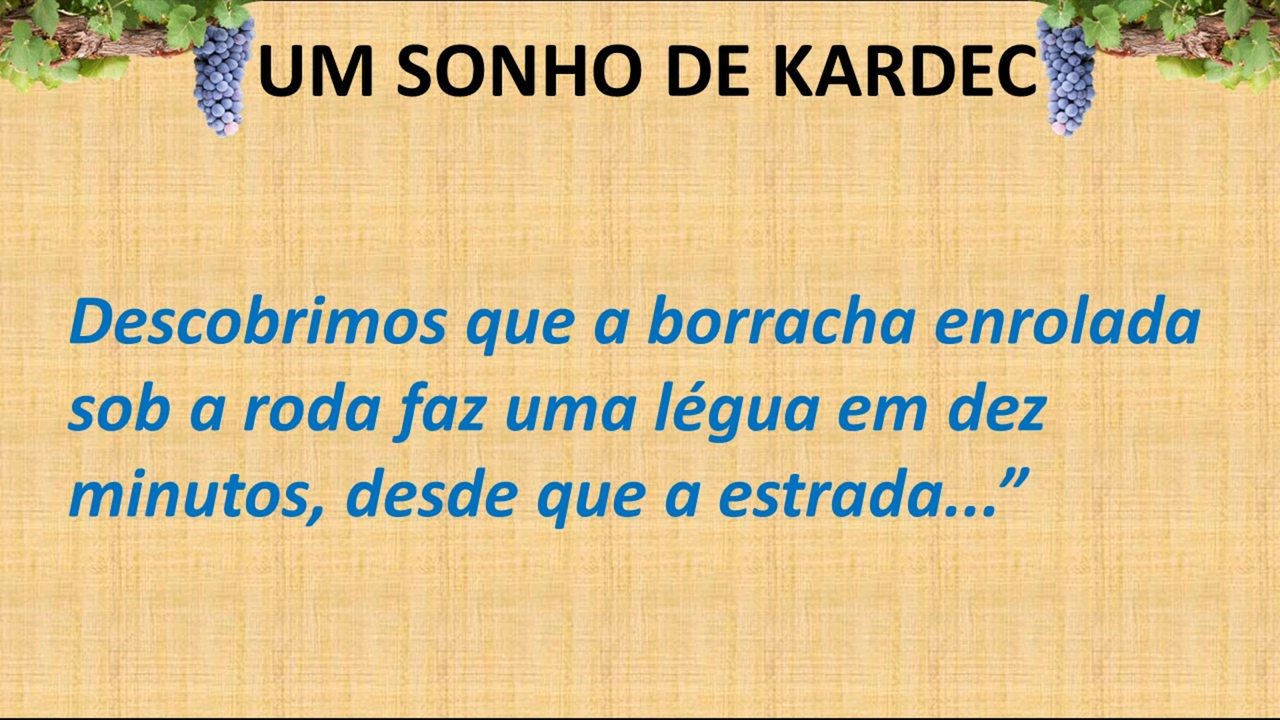 UM SONHO DE KARDEC
Descobrimos que a borracha enrolada
sob a roda faz uma légua em dez
minutos, desde que a estrada...”